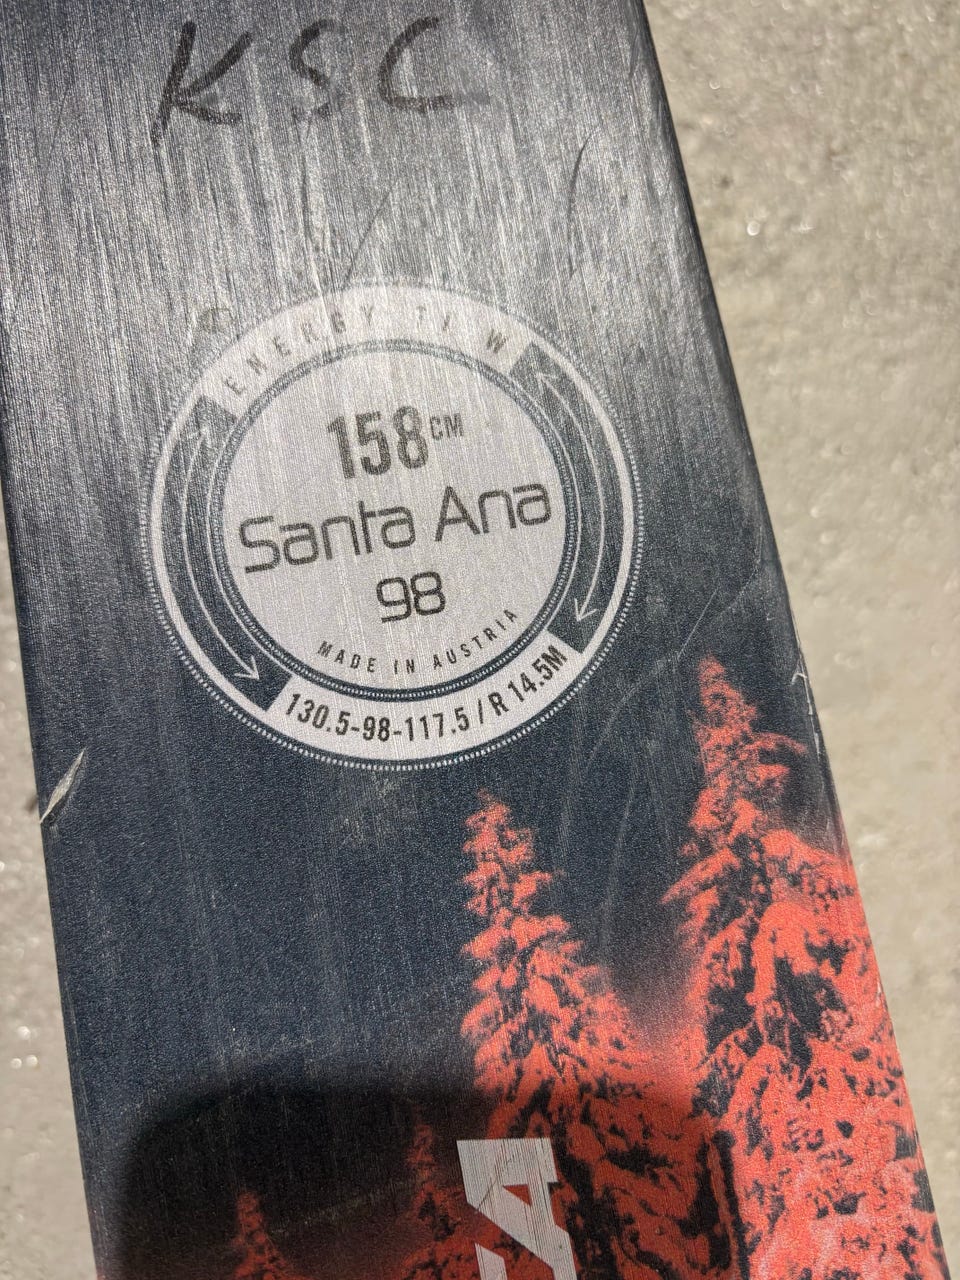 KSC
ENERGY TI W
158CM
Santa Ana
98
MADE IN AUSTRIA
130.5-98-117.5 / R 14.5M